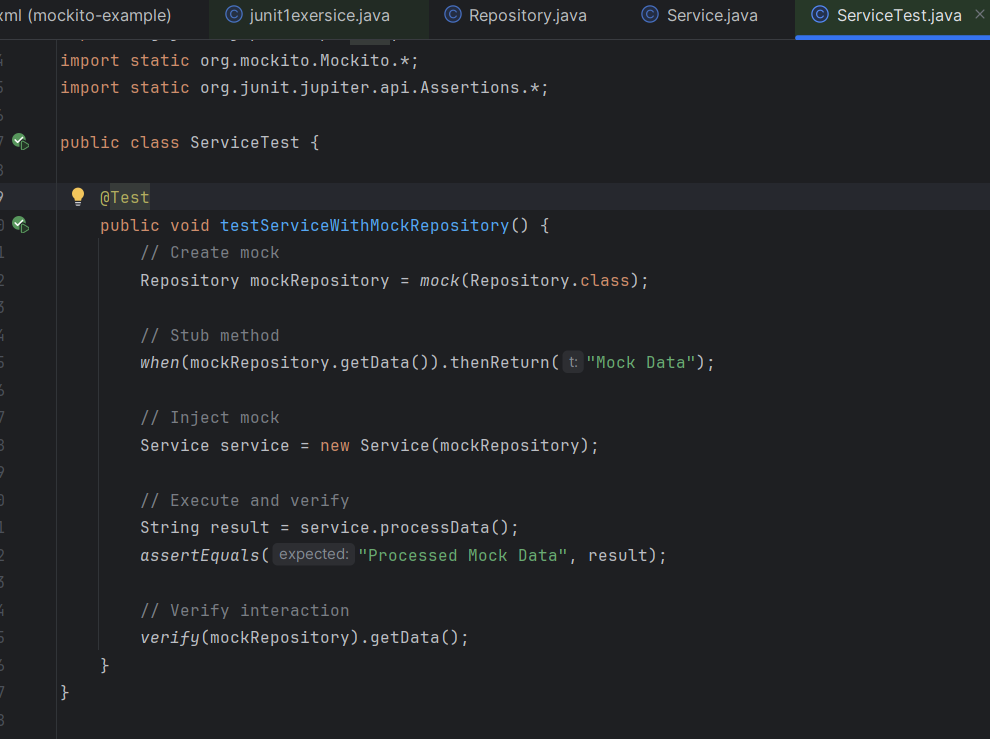 xml (mockito-example) junit1exersice.java Repository.java Service.java ServiceTest.java
import static org.mockito.Mockito.*;
import static org.junit.jupiter.api.Assertions.*;
public class ServiceTest {
@Test
public void testServiceWithMockRepository() {
// Create mock
Repository mockRepository = mock(Repository.class);
// Stub method
when(mockRepository.getData()).thenReturn( t: "Mock Data");
// Inject mock
Service service = new Service(mockRepository);
// Execute and verify
String result = service.processData();
assertEquals( expected: "Processed Mock Data", result);
// Verify interaction
verify(mockRepository).getData();
}
}